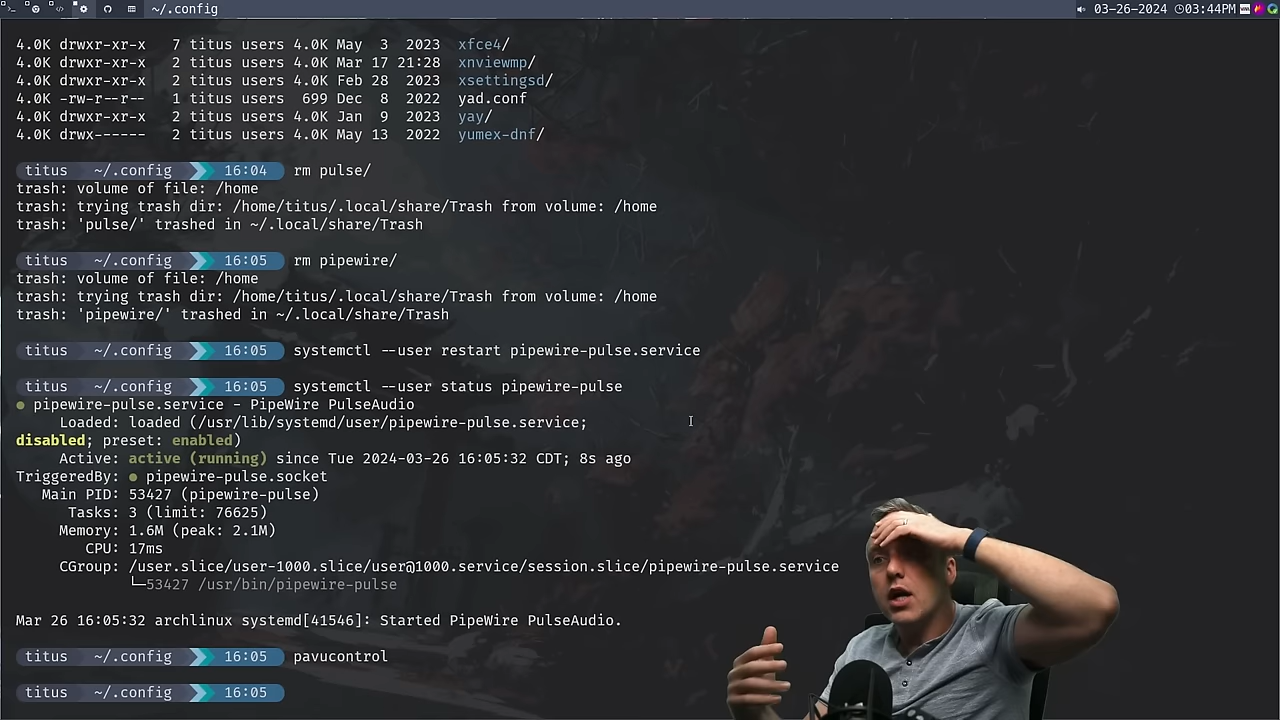 ~/.config
03-26-2024 03:44PM
4.0K drwxr-xr-x 7 titus users 4.0K May 3 2023 xfce4/
4.0K drwxr-xr-x 2 titus users 4.0K Mar 17 21:28 xnviewmp/
4.0K drwxr-xr-x 2 titus users 4.0K Feb 28 2023 xsettingsd/
4.0K -rw-r--r-- 1 titus users 699 Dec 8 2022 yad.conf
4.0K drwxr-xr-x 2 titus users 4.0K Jan 9 2023 yay/
4.0K drwx------ 2 titus users 4.0K May 13 2022 yumex-dnf/
titus ~/.config 16:04 rm pulse/
trash: volume of file: /home
trash: trying trash dir: /home/titus/.local/share/Trash from volume: /home
trash: 'pulse/' trashed in ~/.local/share/Trash
titus ~/.config 16:05 rm pipewire/
trash: volume of file: /home
trash: trying trash dir: /home/titus/.local/share/Trash from volume: /home
trash: 'pipewire/' trashed in ~/.local/share/Trash
titus ~/.config 16:05 systemctl --user restart pipewire-pulse.service
titus ~/.config 16:05 systemctl --user status pipewire-pulse
● pipewire-pulse.service - PipeWire PulseAudio
Loaded: loaded (/usr/lib/systemd/user/pipewire-pulse.service;
disabled; preset: enabled)
Active: active (running) since Tue 2024-03-26 16:05:32 CDT; 8s ago
TriggeredBy: ● pipewire-pulse.socket
Main PID: 53427 (pipewire-pulse)
Tasks: 3 (limit: 76625)
Memory: 1.6M (peak: 2.1M)
CPU: 17ms
CGroup: /user.slice/user-1000.slice/user@1000.service/session.slice/pipewire-pulse.service
└─53427 /usr/bin/pipewire-pulse
Mar 26 16:05:32 archlinux systemd[41546]: Started PipeWire PulseAudio.
titus ~/.config 16:05 pavucontrol
titus ~/.config 16:05